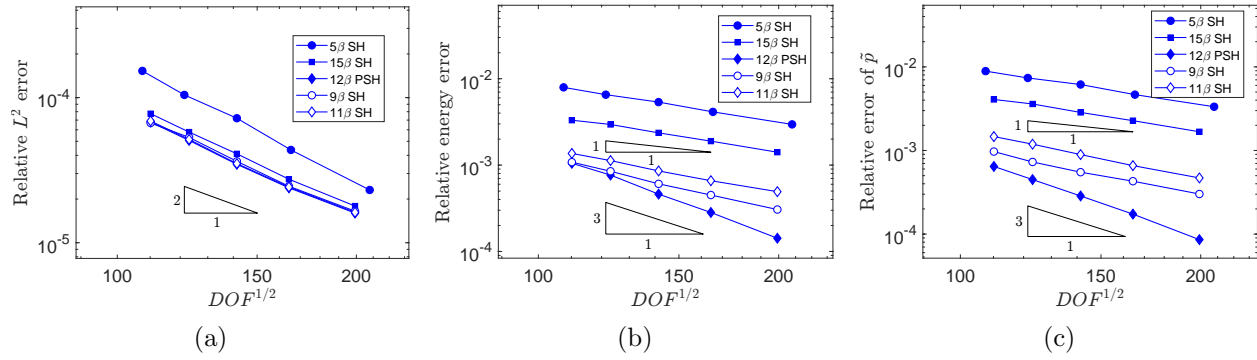 Relative L² error
10⁻⁴
10⁻⁵
5β SH
15β SH
12β PSH
9β SH
11β SH
2
1
100
150
200
DOF^{1/2}
(a)
Relative energy error
10⁻²
10⁻³
10⁻⁴
5β SH
15β SH
12β PSH
9β SH
11β SH
1
1
3
1
100
150
200
DOF^{1/2}
(b)
Relative error of p̃
10⁻²
10⁻³
10⁻⁴
5β SH
15β SH
12β PSH
9β SH
11β SH
1
1
3
1
100
150
200
DOF^{1/2}
(c)